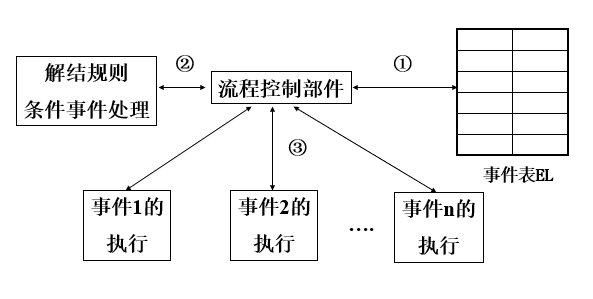 解结规则
条件事件处理
②
流程控制部件
①
事件表EL
③
事件1的
执行
事件2的
执行
....
事件n的
执行